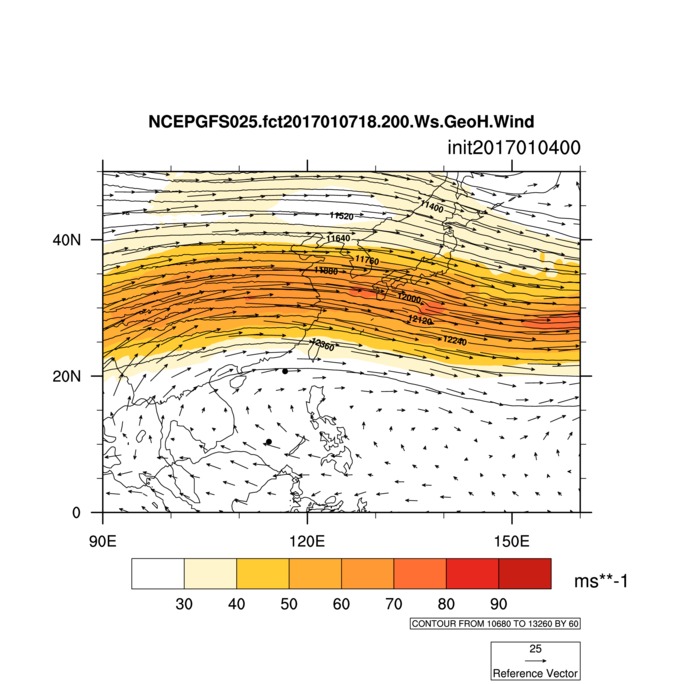 NCEPGFS025.fct2017010718.200.Ws.GeoH.Wind
init2017010400
11400
11520
40N
11640
11760
11880
12000
12120
12240
12360
20N
0
90E 120E 150E
ms**-1
30 40 50 60 70 80 90
CONTOUR FROM 10680 TO 13260 BY 60
25
Reference Vector